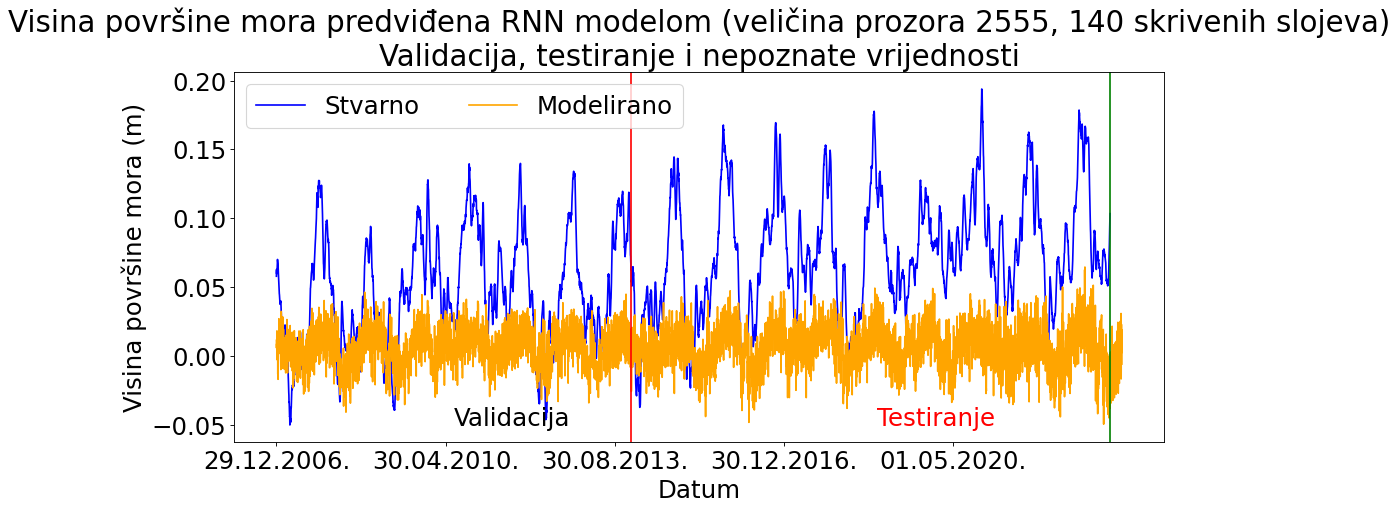 Visina površine mora predviđena RNN modelom (veličina prozora 2555, 140 skrivenih slojeva)
Validacija, testiranje i nepoznate vrijednosti
Stvarno Modelirano
Visina površine mora (m)
0.20
0.15
0.10
0.05
0.00
−0.05
Validacija Testiranje
29.12.2006. 30.04.2010. 30.08.2013. 30.12.2016. 01.05.2020.
Datum